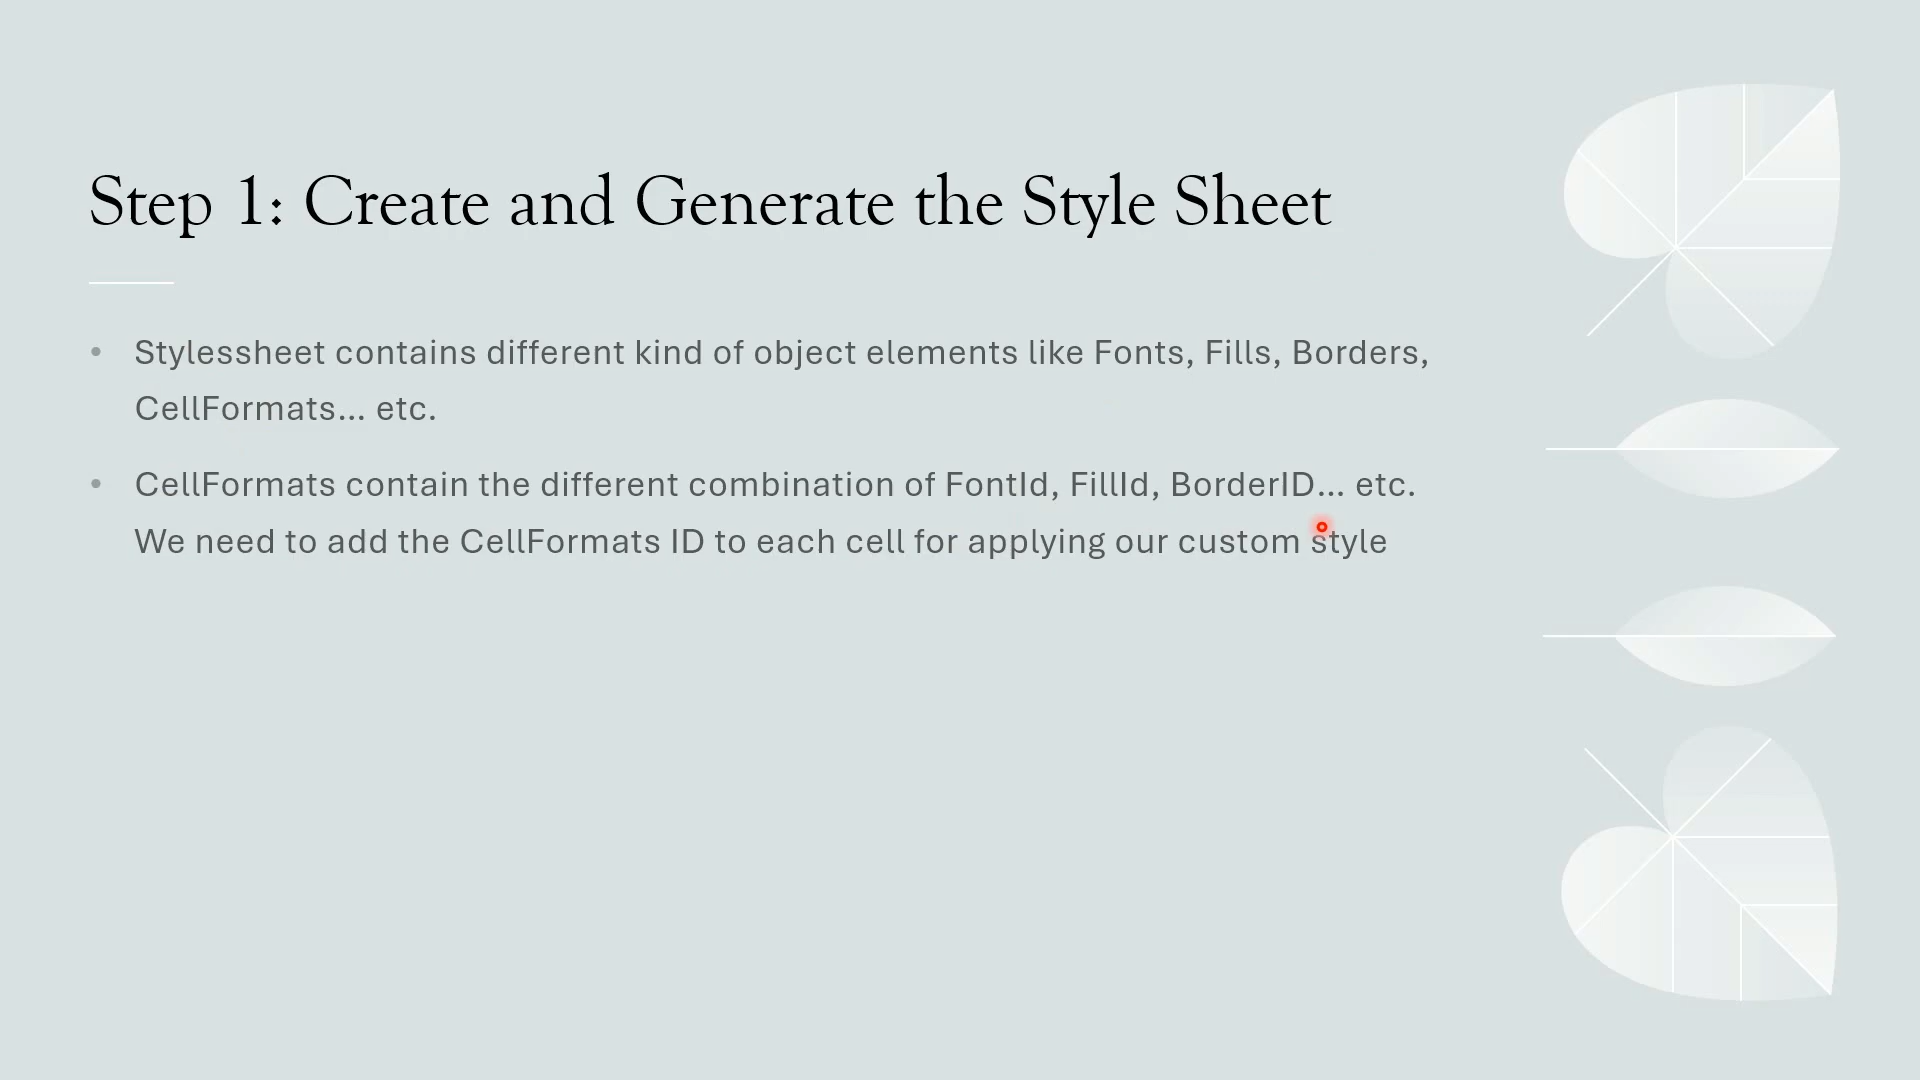 Step 1: Create and Generate the Style Sheet
• Stylessheet contains different kind of object elements like Fonts, Fills, Borders,
CellFormats... etc.
• CellFormats contain the different combination of FontId, FillId, BorderID... etc.
We need to add the CellFormats ID to each cell for applying our custom style